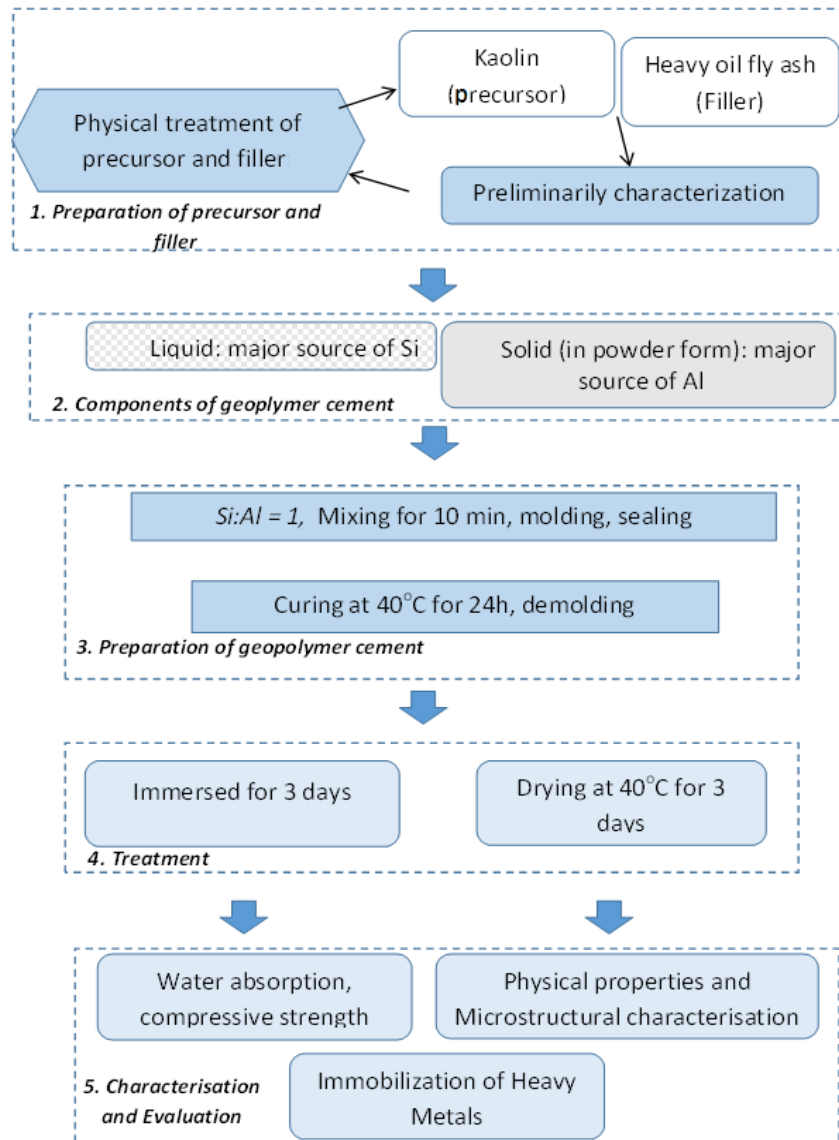 Kaolin
(precursor)
Heavy oil fly ash
(Filler)
Physical treatment of
precursor and filler
Preliminarily characterization
1. Preparation of precursor and
filler
Liquid: major source of Si
Solid (in powder form): major
source of Al
2. Components of geoplymer cement
Si:Al = 1, Mixing for 10 min, molding, sealing
Curing at 40°C for 24h, demolding
3. Preparation of geopolymer cement
Immersed for 3 days
Drying at 40°C for 3
days
4. Treatment
Water absorption,
compressive strength
Physical properties and
Microstructural characterisation
5. Characterisation
and Evaluation
Immobilization of Heavy
Metals